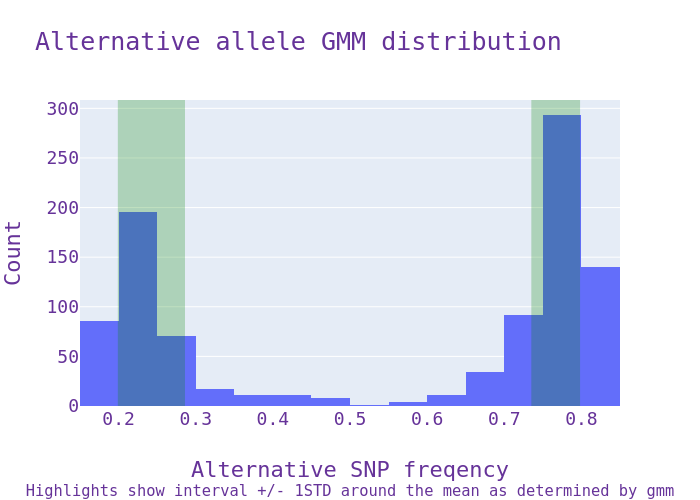 Alternative allele GMM distribution
300
250
200
150
100
50
0
Count
0.2 0.3 0.4 0.5 0.6 0.7 0.8
Alternative SNP freqency
Highlights show interval +/- 1STD around the mean as determined by gmm